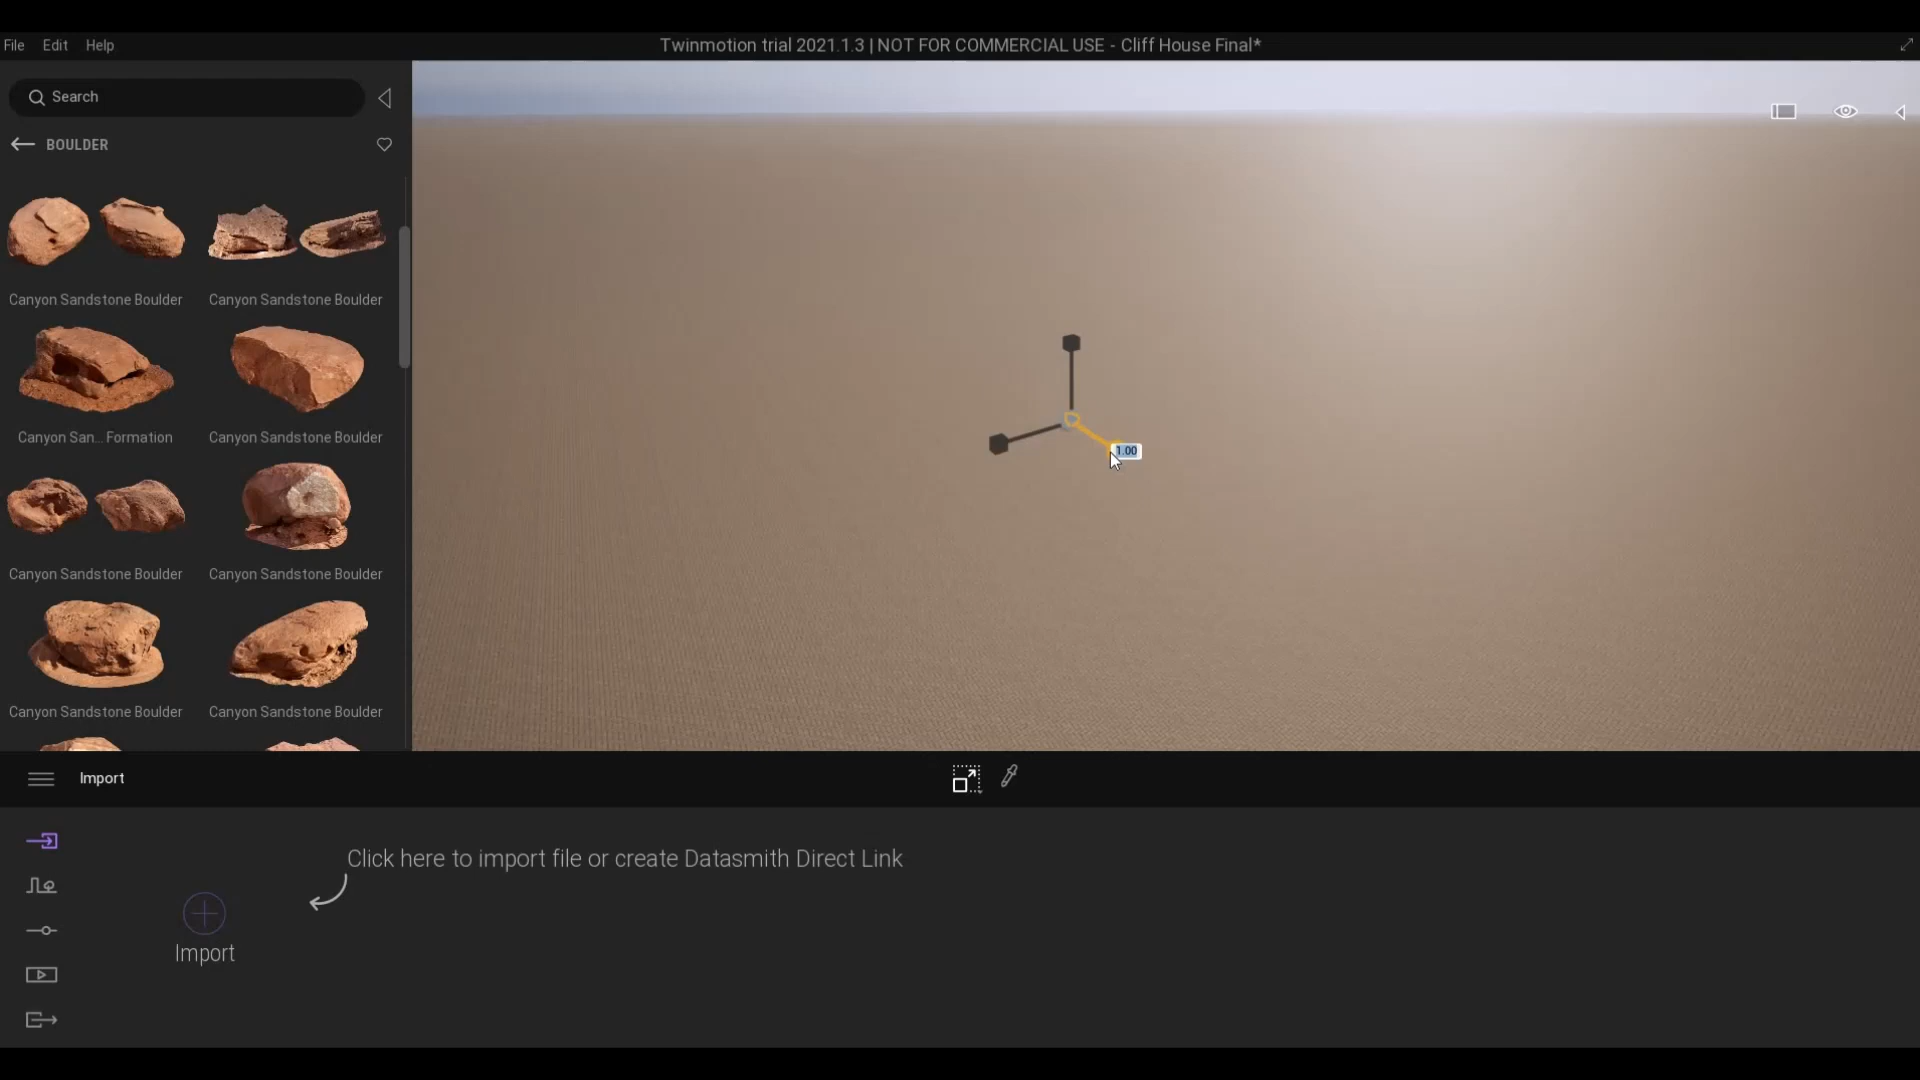 File Edit Help
Twinmotion trial 2021.1.3 | NOT FOR COMMERCIAL USE - Cliff House Final*
Search
BOULDER
Canyon Sandstone Boulder Canyon Sandstone Boulder
Canyon San... Formation Canyon Sandstone Boulder
Canyon Sandstone Boulder Canyon Sandstone Boulder
Canyon Sandstone Boulder Canyon Sandstone Boulder
1.00
Import
Click here to import file or create Datasmith Direct Link
Import